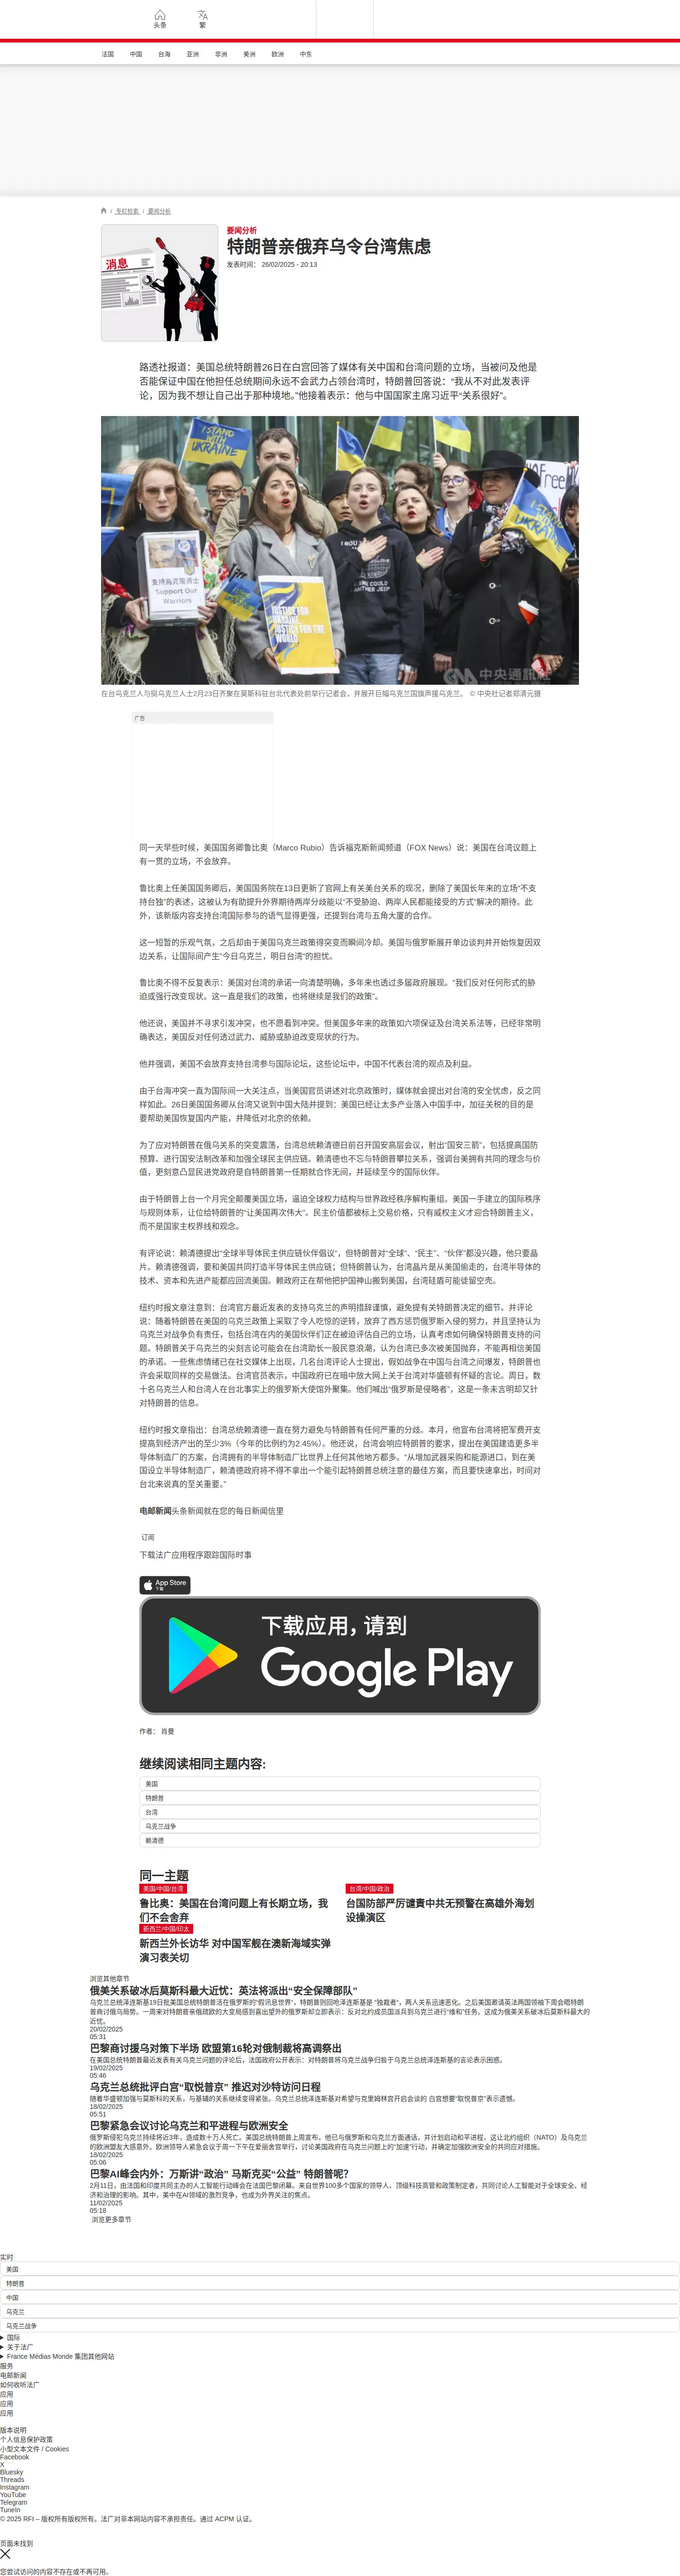 头条
繁
法国
中国
台海
亚洲
非洲
美洲
欧洲
中东
/ 专栏检索 / 要闻分析
消息
要闻分析
特朗普亲俄弃乌令台湾焦虑
发表时间： 26/02/2025 - 20:13
路透社报道：美国总统特朗普26日在白宫回答了媒体有关中国和台湾问题的立场，当被问及他是
否能保证中国在他担任总统期间永远不会武力占领台湾时，特朗普回答说：“我从不对此发表评
论，因为我不想让自己出于那种境地。”他接着表示：他与中国国家主席习近平“关系很好”。
I STAND WITH UKRAINE
支持烏克蘭勇士
Support Our
Warriors
JUSTICE FOR UKRAINE
中央通訊社
在台乌克兰人与挺乌克兰人士2月23日齐聚在莫斯科驻台北代表处前举行记者会，并展开巨幅乌克兰国旗声援乌克兰。 © 中央社记者郑清元摄
广告
同一天早些时候，美国国务卿鲁比奥（Marco Rubio）告诉福克斯新闻频道（FOX News）说：美国在台湾议题上
有一贯的立场，不会放弃。
鲁比奥上任美国国务卿后，美国国务院在13日更新了官网上有关美台关系的现况，删除了美国长年来的立场“不支
持台独”的表述，这被认为有助提升外界期待两岸分歧能以“不受胁迫、两岸人民都能接受的方式”解决的期待。此
外，该新版内容支持台湾国际参与的语气显得更强，还提到台湾与五角大厦的合作。
这一短暂的乐观气氛，之后却由于美国乌克兰政策得突变而瞬间冷却。美国与俄罗斯展开单边谈判并开始恢复因双
边关系，让国际间产生”今日乌克兰，明日台湾“的担忧。
鲁比奥不得不反复表示：美国对台湾的承诺一向清楚明确，多年来也透过多届政府展现。“我们反对任何形式的胁
迫或强行改变现状。这一直是我们的政策，也将继续是我们的政策”。
他还说，美国并不寻求引发冲突，也不愿看到冲突。但美国多年来的政策如六项保证及台湾关系法等，已经非常明
确表达，美国反对任何透过武力、威胁或胁迫改变现状的行为。
他并强调，美国不会放弃支持台湾参与国际论坛，这些论坛中，中国不代表台湾的观点及利益。
由于台海冲突一直为国际间一大关注点，当美国官员讲述对北京政策时，媒体就会提出对台湾的安全忧虑，反之同
样如此。26日美国国务卿从台湾又说到中国大陆并提到：美国已经让太多产业落入中国手中，加征关税的目的是
要帮助美国恢复国内产能，并降低对北京的依赖。
为了应对特朗普在俄乌关系的突变震荡，台湾总统赖清德日前召开国安高层会议，射出“国安三箭”，包括提高国防
预算、进行国安法制改革和加强全球民主供应链。赖清德也不忘与特朗普攀拉关系，强调台美拥有共同的理念与价
值，更刻意凸显民进党政府是自特朗普第一任期就合作无间，并延续至今的国际伙伴。
由于特朗普上台一个月完全颠覆美国立场，逼迫全球权力结构与世界政经秩序解构重组。美国一手建立的国际秩序
与规则体系，让位给特朗普的“让美国再次伟大”。民主价值都被标上交易价格，只有威权主义才迎合特朗普主义，
而不是国家主权界线和观念。
有评论说：赖清德提出“全球半导体民主供应链伙伴倡议“，但特朗普对“全球”、“民主”、“伙伴”都没兴趣，他只要晶
片。赖清德强调，要和美国共同打造半导体民主供应链；但特朗普认为，台湾晶片是从美国偷走的，台湾半导体的
技术、资本和先进产能都应回流美国。赖政府正在帮他把护国神山搬到美国，台湾硅盾可能徒留空壳。
纽约时报文章注意到：台湾官方最近发表的支持乌克兰的声明措辞谨慎，避免提有关特朗普决定的细节。并评论
说：随着特朗普在美国的乌克兰政策上采取了令人吃惊的逆转，放弃了西方惩罚俄罗斯入侵的努力，并且坚持认为
乌克兰对战争负有责任，包括台湾在内的美国伙伴们正在被迫评估自己的立场，认真考虑如何确保特朗普支持的问
题。特朗普关于乌克兰的尖刻言论可能会在台湾助长一股民意浪潮，认为台湾已多次被美国抛弃，不能再相信美国
的承诺。一些焦虑情绪已在社交媒体上出现，几名台湾评论人士提出，假如战争在中国与台湾之间爆发，特朗普也
许会采取同样的交易做法。台湾官员表示，中国政府已在暗中放大网上关于台湾对华盛顿有怀疑的言论。周日，数
十名乌克兰人和台湾人在台北事实上的俄罗斯大使馆外聚集。他们喊出“俄罗斯是侵略者”，这是一条未言明却又针
对特朗普的信息。
纽约时报文章指出：台湾总统赖清德一直在努力避免与特朗普有任何严重的分歧。本月，他宣布台湾将把军费开支
提高到经济产出的至少3%（今年的比例约为2.45%）。他还说，台湾会响应特朗普的要求，提出在美国建造更多半
导体制造厂的方案，台湾拥有的半导体制造厂比世界上任何其他地方都多。“从增加武器采购和能源进口，到在美
国设立半导体制造厂，赖清德政府将不得不拿出一个能引起特朗普总统注意的最佳方案，而且要快速拿出，时间对
台北来说真的至关重要。”
电邮新闻头条新闻就在您的每日新闻信里
订阅
下载法广应用程序跟踪国际时事
App Store
下载
下载应用，请到
Google Play
作者： 肖曼
继续阅读相同主题内容:
美国
特朗普
台湾
乌克兰战争
赖清德
同一主题
美国/中国/台湾
鲁比奥：美国在台湾问题上有长期立场，我
们不会舍弃
台湾/中国/政治
台国防部严厉谴责中共无预警在高雄外海划
设操演区
新西兰/中国/印太
新西兰外长访华 对中国军舰在澳新海域实弹
演习表关切
浏览其他章节
俄美关系破冰后莫斯科最大近忧：英法将派出“安全保障部队”
乌克兰总统泽连斯基19日批美国总统特朗普活在俄罗斯的“假讯息世界”，特朗普则回呛泽连斯基是 “独裁者“，两人关系迅速恶化。之后美国邀请英法两国领袖下周会晤特朗
普商讨俄乌局势。一周来对特朗普亲俄疏欧的大变局感到喜出望外的俄罗斯却立即表示：反对北约成员国派兵到乌克兰进行”维和“任务。这成为俄美关系破冰后莫斯科最大的
近忧。
20/02/2025
05:31
巴黎商讨援乌对策下半场 欧盟第16轮对俄制裁将高调祭出
在美国总统特朗普最近发表有关乌克兰问题的评论后，法国政府公开表示：对特朗普将乌克兰战争归咎于乌克兰总统泽连斯基的言论表示困惑。
19/02/2025
05:46
乌克兰总统批评白宫“取悦普京” 推迟对沙特访问日程
随着华盛顿加强与莫斯科的关系，与基辅的关系继续变得紧张。乌克兰总统泽连斯基对希望与克里姆林宫开启会谈的 白宫想要“取悦普京”表示遗憾。
18/02/2025
05:51
巴黎紧急会议讨论乌克兰和平进程与欧洲安全
俄罗斯侵犯乌克兰持续将近3年，造成数十万人死亡。美国总统特朗普上周宣布，他已与俄罗斯和乌克兰方面通话，并计划启动和平进程，这让北约组织（NATO）及乌克兰
的欧洲盟友大感意外。欧洲领导人紧急会议于周一下午在爱丽舍宫举行，讨论美国政府在乌克兰问题上的“加速”行动，并确定加强欧洲安全的共同应对措施。
18/02/2025
05:06
巴黎AI峰会内外：万斯讲“政治” 马斯克买“公益” 特朗普呢？
2月11日，由法国和印度共同主办的人工智能行动峰会在法国巴黎闭幕。来自世界100多个国家的领导人、顶级科技高管和政策制定者，共同讨论人工智能对于全球安全、经
济和治理的影响。其中，美中在AI领域的激烈竞争，也成为外界关注的焦点。
11/02/2025
05:18
浏览更多章节
实时
美国
特朗普
中国
乌克兰
乌克兰战争
国际
关于法广
France Médias Monde 集团其他网站
服务
电邮新闻
如何收听法广
应用
应用
应用
版本说明
个人信息保护政策
小型文本文件 / Cookies
Facebook
X
Bluesky
Threads
Instagram
YouTube
Telegram
TuneIn
© 2025 RFI – 版权所有版权所有。法广对非本网站内容不承担责任。通过 ACPM 认证。
页面未找到
您尝试访问的内容不存在或不再可用。